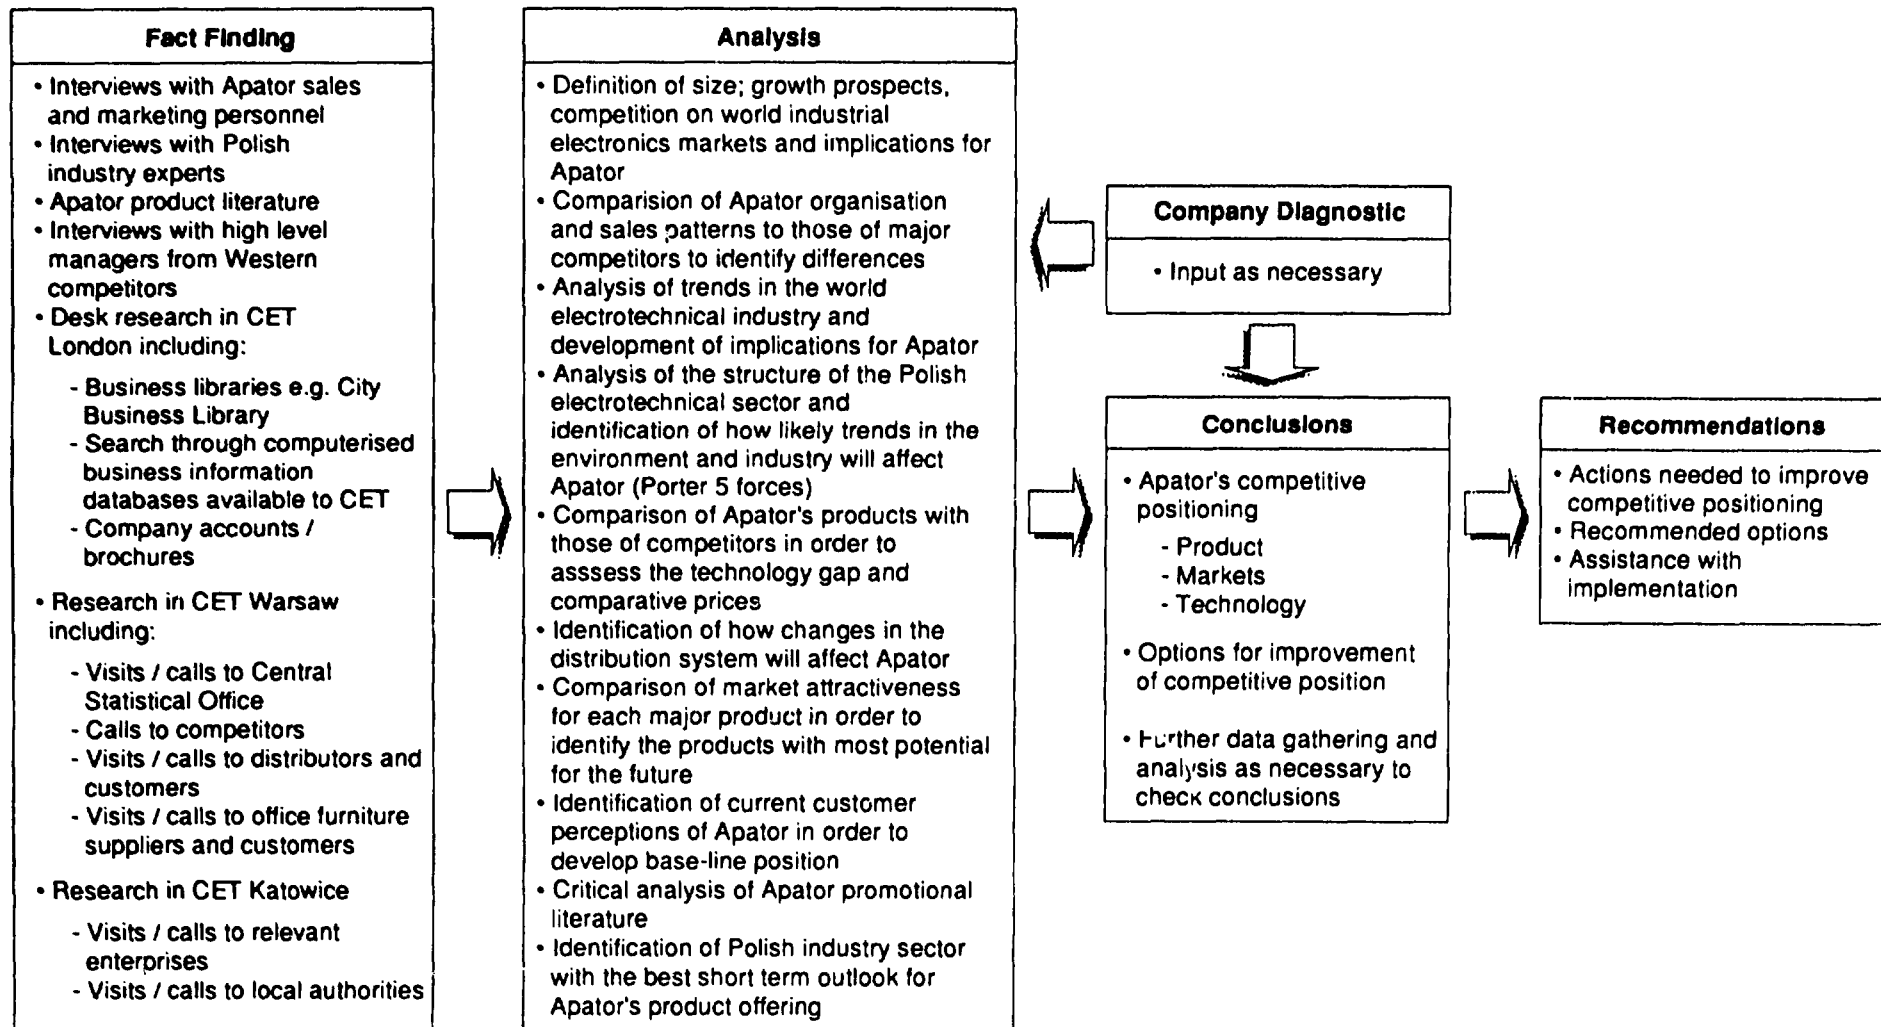 Fact Finding
• Interviews with Apator sales
and marketing personnel
• Interviews with Polish
industry experts
• Apator product literature
• Interviews with high level
managers from Western
competitors
• Desk research in CET
London including:
- Business libraries e.g. City
Business Library
- Search through computerised
business information
databases available to CET
- Company accounts /
brochures
• Research in CET Warsaw
including:
- Visits / calls to Central
Statistical Office
- Calls to competitors
- Visits / calls to distributors and
customers
- Visits / calls to office furniture
suppliers and customers
• Research in CET Katowice
- Visits / calls to relevant
enterprises
- Visits / calls to local authorities
Analysis
• Definition of size; growth prospects,
competition on world industrial
electronics markets and implications for
Apator
• Comparision of Apator organisation
and sales patterns to those of major
competitors to identify differences
• Analysis of trends in the world
electrotechnical industry and
development of implications for Apator
• Analysis of the structure of the Polish
electrotechnical sector and
identification of how likely trends in the
environment and industry will affect
Apator (Porter 5 forces)
• Comparison of Apator's products with
those of competitors in order to
asssess the technology gap and
comparative prices
• Identification of how changes in the
distribution system will affect Apator
• Comparison of market attractiveness
for each major product in order to
identify the products with most potential
for the future
• Identification of current customer
perceptions of Apator in order to
develop base-line position
• Critical analysis of Apator promotional
literature
• Identification of Polish industry sector
with the best short term outlook for
Apator's product offering
Company Diagnostic
• Input as necessary
Conclusions
• Apator's competitive
positioning
- Product
- Markets
- Technology
• Options for improvement
of competitive position
• Further data gathering and
analysis as necessary to
check conclusions
Recommendations
• Actions needed to improve
competitive positioning
• Recommended options
• Assistance with
implementation